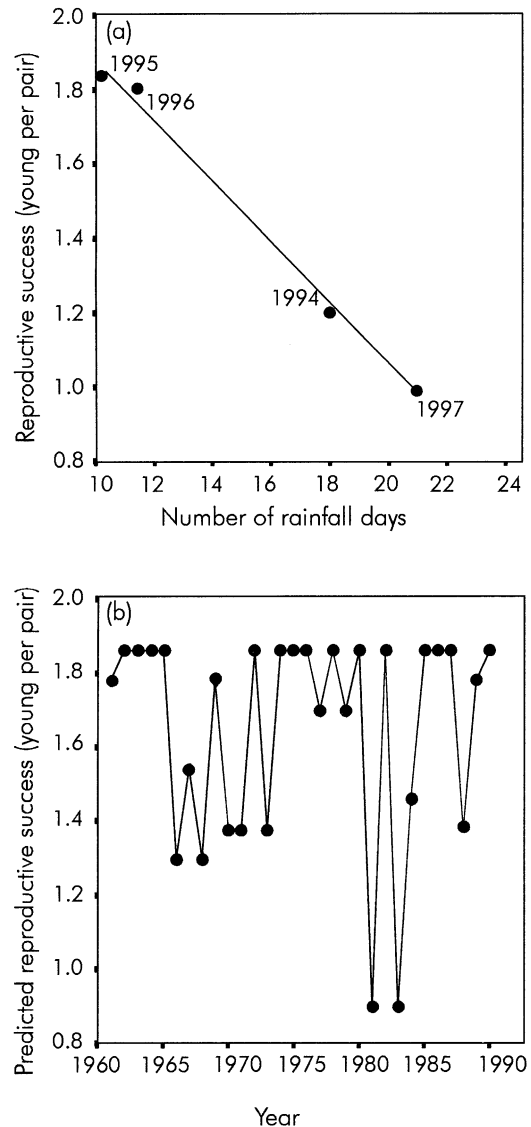 (a)
2.0
1.8
1.6
1.4
1.2
1.0
0.8
Reproductive success (young per pair)
1995
1996
1994
1997
10 12 14 16 18 20 22 24
Number of rainfall days
(b)
2.0
1.8
1.6
1.4
1.2
1.0
0.8
Predicted reproductive success (young per pair)
1960 1965 1970 1975 1980 1985 1990
Year